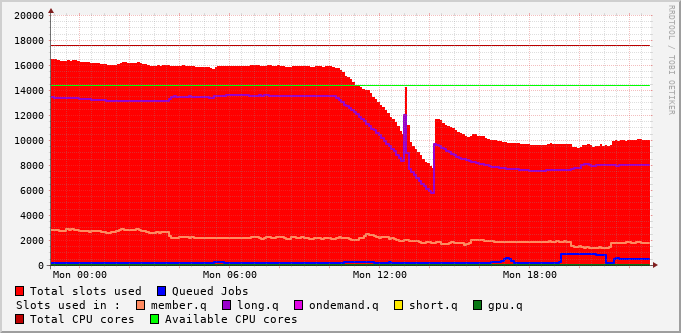 RRDTOOL / TOBI OETIKER
20000
18000
16000
14000
12000
10000
8000
6000
4000
2000
0
Mon 00:00 Mon 06:00 Mon 12:00 Mon 18:00
Total slots used Queued Jobs
Slots used in : member.q long.q ondemand.q short.q gpu.q
Total CPU cores Available CPU cores